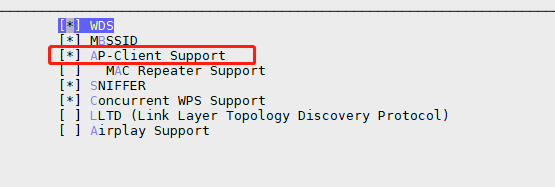 [*] WDS
[*] MBSSID
[*] AP-Client Support
[ ]   MAC Repeater Support
[*] SNIFFER
[*] Concurrent WPS Support
[ ] LLTD (Link Layer Topology Discovery Protocol)
[ ] Airplay Support